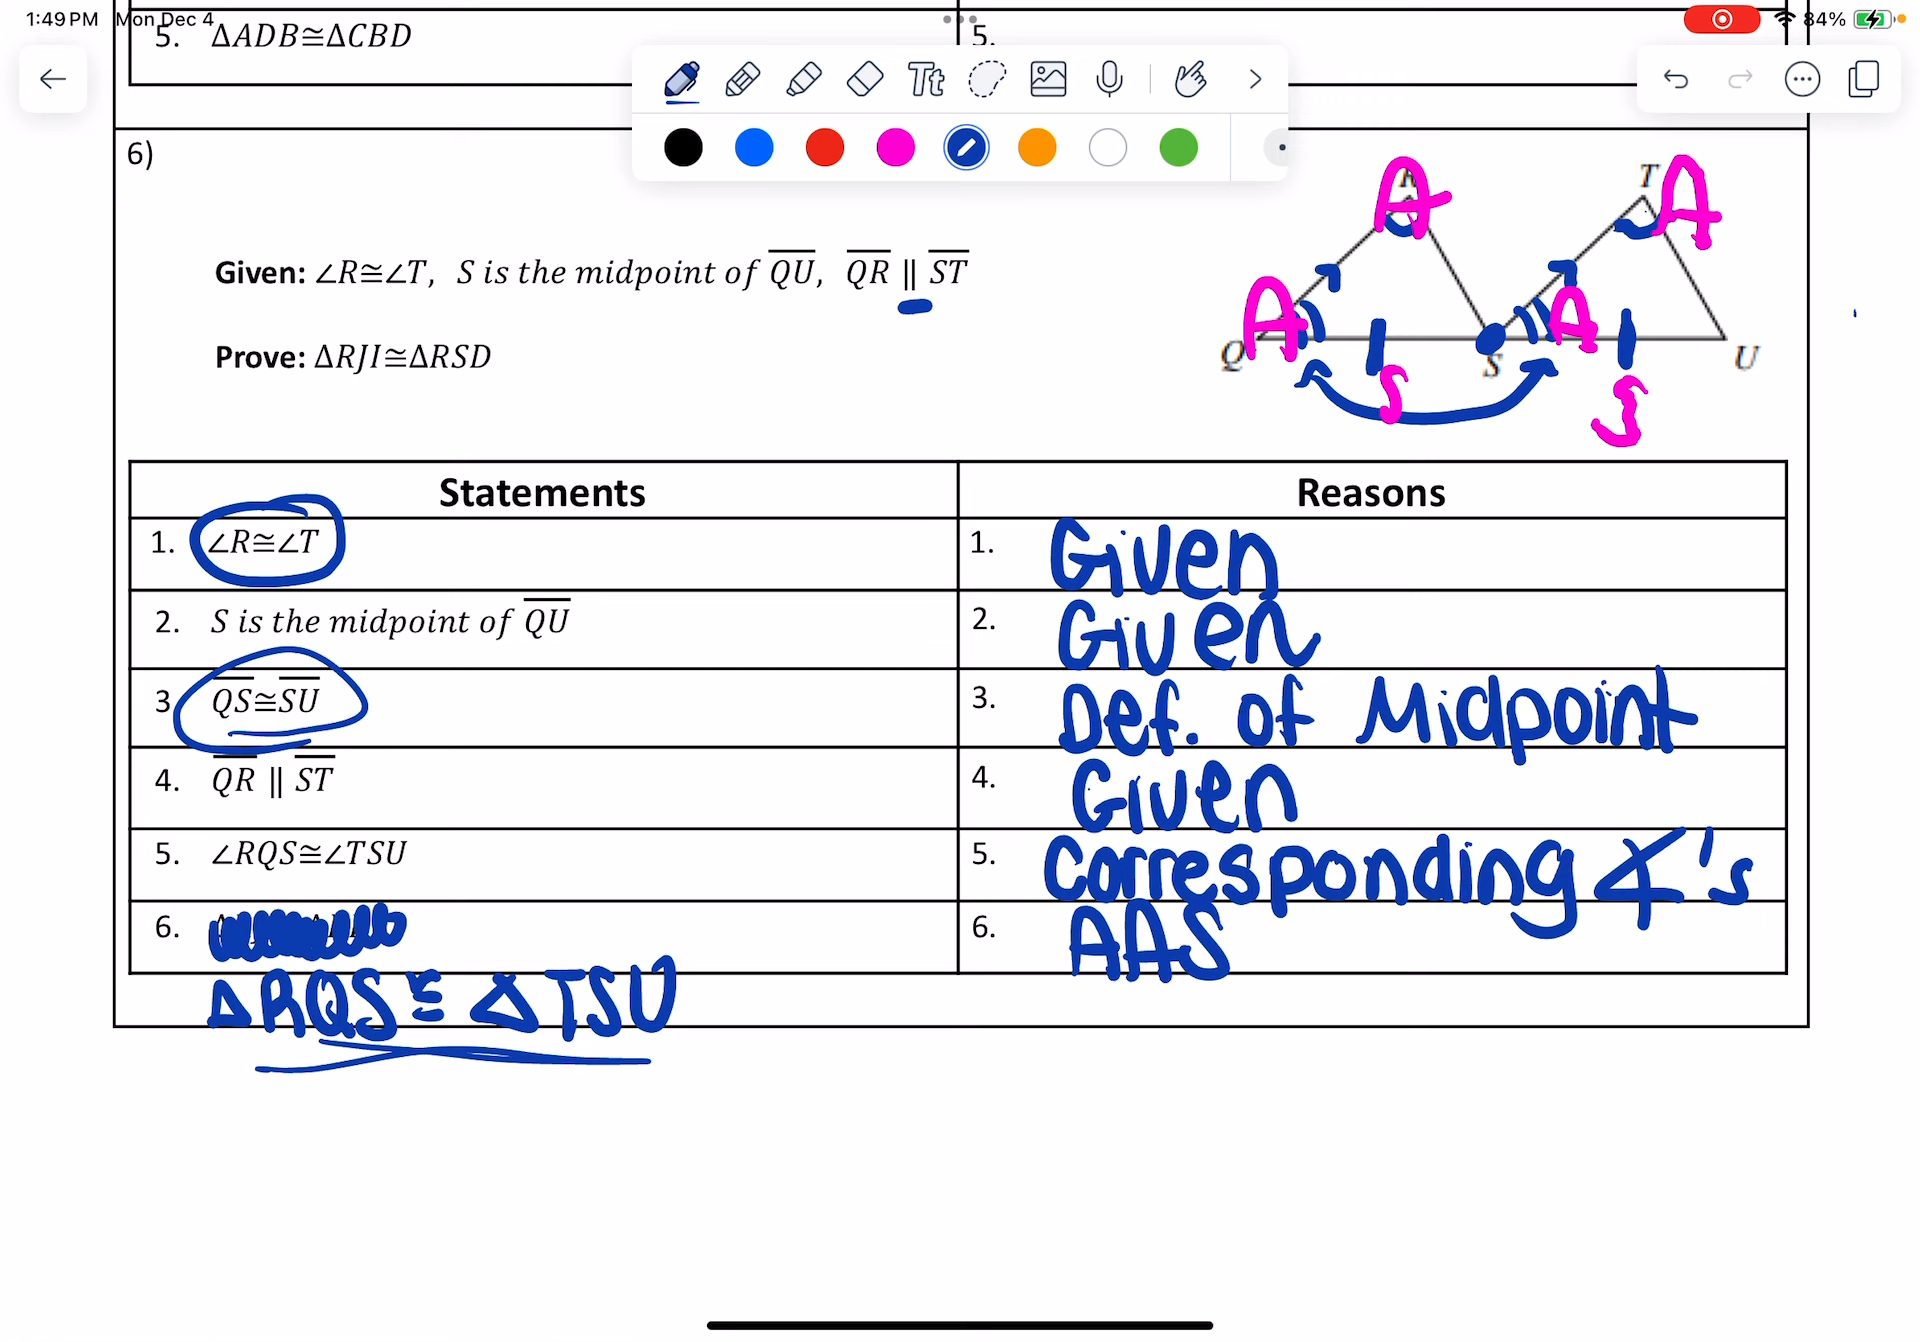 1:49 PM Mon Dec 4
84%
5. ΔADB≅ΔCBD 5.
Tt
6)
Given: ∠R≅∠T, S is the midpoint of QU, QR ∥ ST
Prove: ΔRJI≅ΔRSD
A T A
A A
Q S U
S S
Statements Reasons
1. ∠R≅∠T 1. Given
2. S is the midpoint of QU 2. Given
3 QS≅SU 3. Def. of Midpoint
4. QR ∥ ST 4. Given
5. ∠RQS≅∠TSU 5. Corresponding ∡'s
6. 6. AAS
ΔRQS ≅ ΔTSU